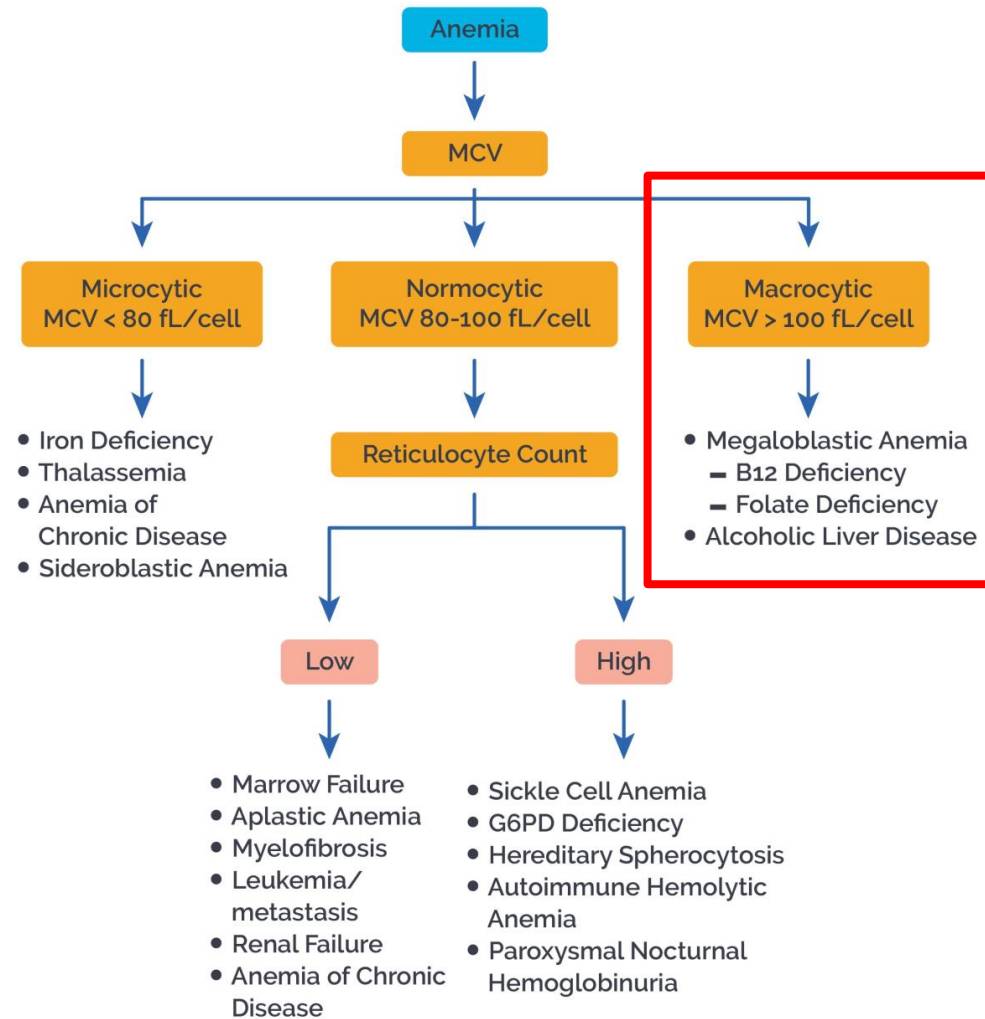 Anemia
MCV
Microcytic
MCV < 80 fL/cell
Normocytic
MCV 80-100 fL/cell
Macrocytic
MCV > 100 fL/cell
• Iron Deficiency
• Thalassemia
• Anemia of
Chronic Disease
• Sideroblastic Anemia
Reticulocyte Count
• Megaloblastic Anemia
– B12 Deficiency
– Folate Deficiency
• Alcoholic Liver Disease
Low
High
• Marrow Failure
• Aplastic Anemia
• Myelofibrosis
• Leukemia/
metastasis
• Renal Failure
• Anemia of Chronic
Disease
• Sickle Cell Anemia
• G6PD Deficiency
• Hereditary Spherocytosis
• Autoimmune Hemolytic
Anemia
• Paroxysmal Nocturnal
Hemoglobinuria